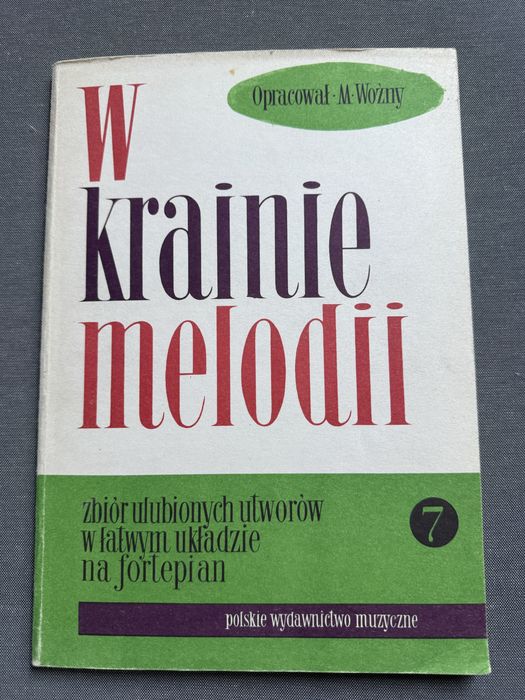 Opracował · M · Woźny
W
krainie
melodii
zbiór ulubionych utworów
w łatwym układzie
na fortepian
7
polskie wydawnictwo muzyczne